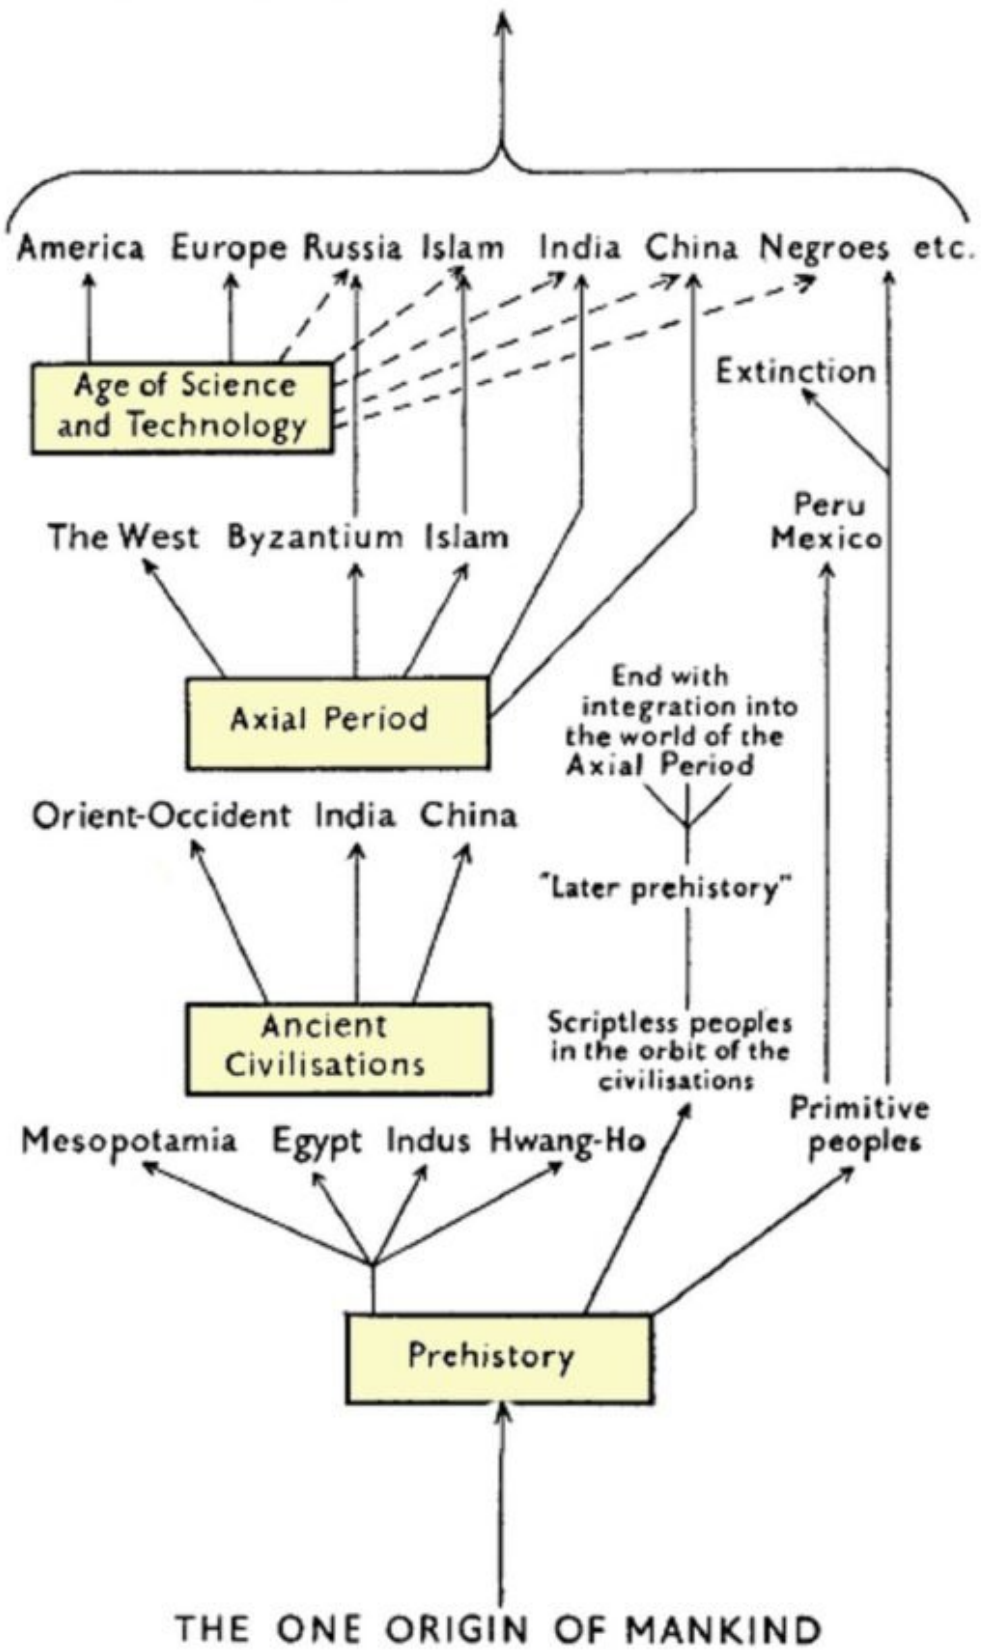 America Europe Russia Islam India China Negroes etc.
Age of Science
and Technology
Extinction
Peru
Mexico
The West Byzantium Islam
End with
integration into
the world of the
Axial Period
Axial Period
Orient-Occident India China
"Later prehistory"
Ancient
Civilisations
Scriptless peoples
in the orbit of the
civilisations
Primitive
peoples
Mesopotamia Egypt Indus Hwang-Ho
Prehistory
THE ONE ORIGIN OF MANKIND